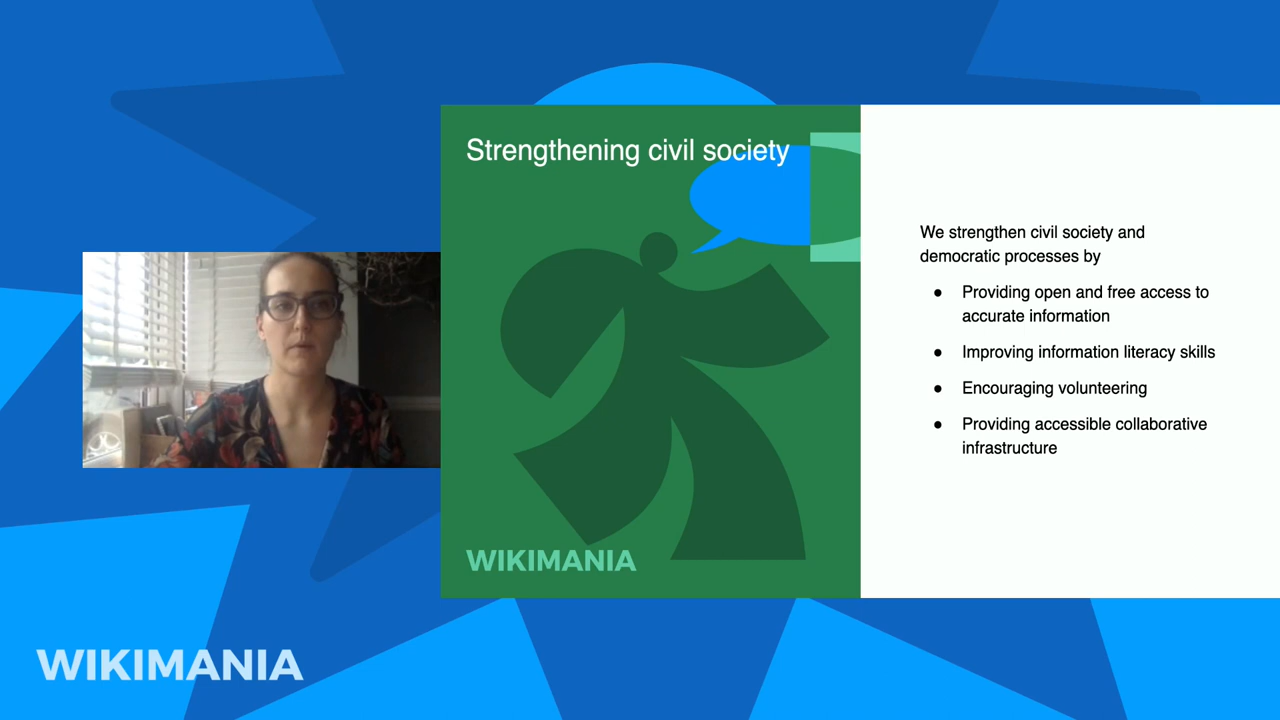 Strengthening civil society
WIKIMANIA
We strengthen civil society and
democratic processes by
● Providing open and free access to
accurate information
● Improving information literacy skills
● Encouraging volunteering
● Providing accessible collaborative
infrastructure
WIKIMANIA